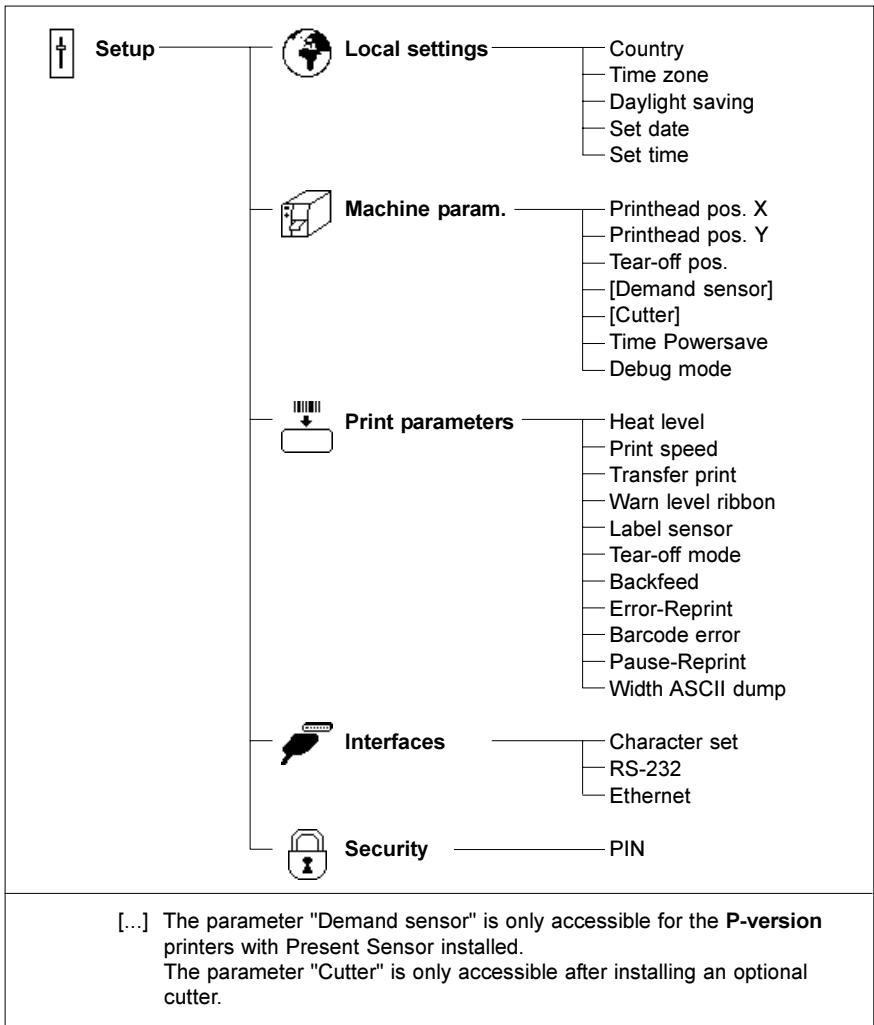 Setup
Local settings
Country
Time zone
Daylight saving
Set date
Set time
Machine param.
Printhead pos. X
Printhead pos. Y
Tear-off pos.
[Demand sensor]
[Cutter]
Time Powersave
Debug mode
Print parameters
Heat level
Print speed
Transfer print
Warn level ribbon
Label sensor
Tear-off mode
Backfeed
Error-Reprint
Barcode error
Pause-Reprint
Width ASCII dump
Interfaces
Character set
RS-232
Ethernet
Security
PIN
[...] The parameter "Demand sensor" is only accessible for the P-version
printers with Present Sensor installed.
The parameter "Cutter" is only accessible after installing an optional
cutter.